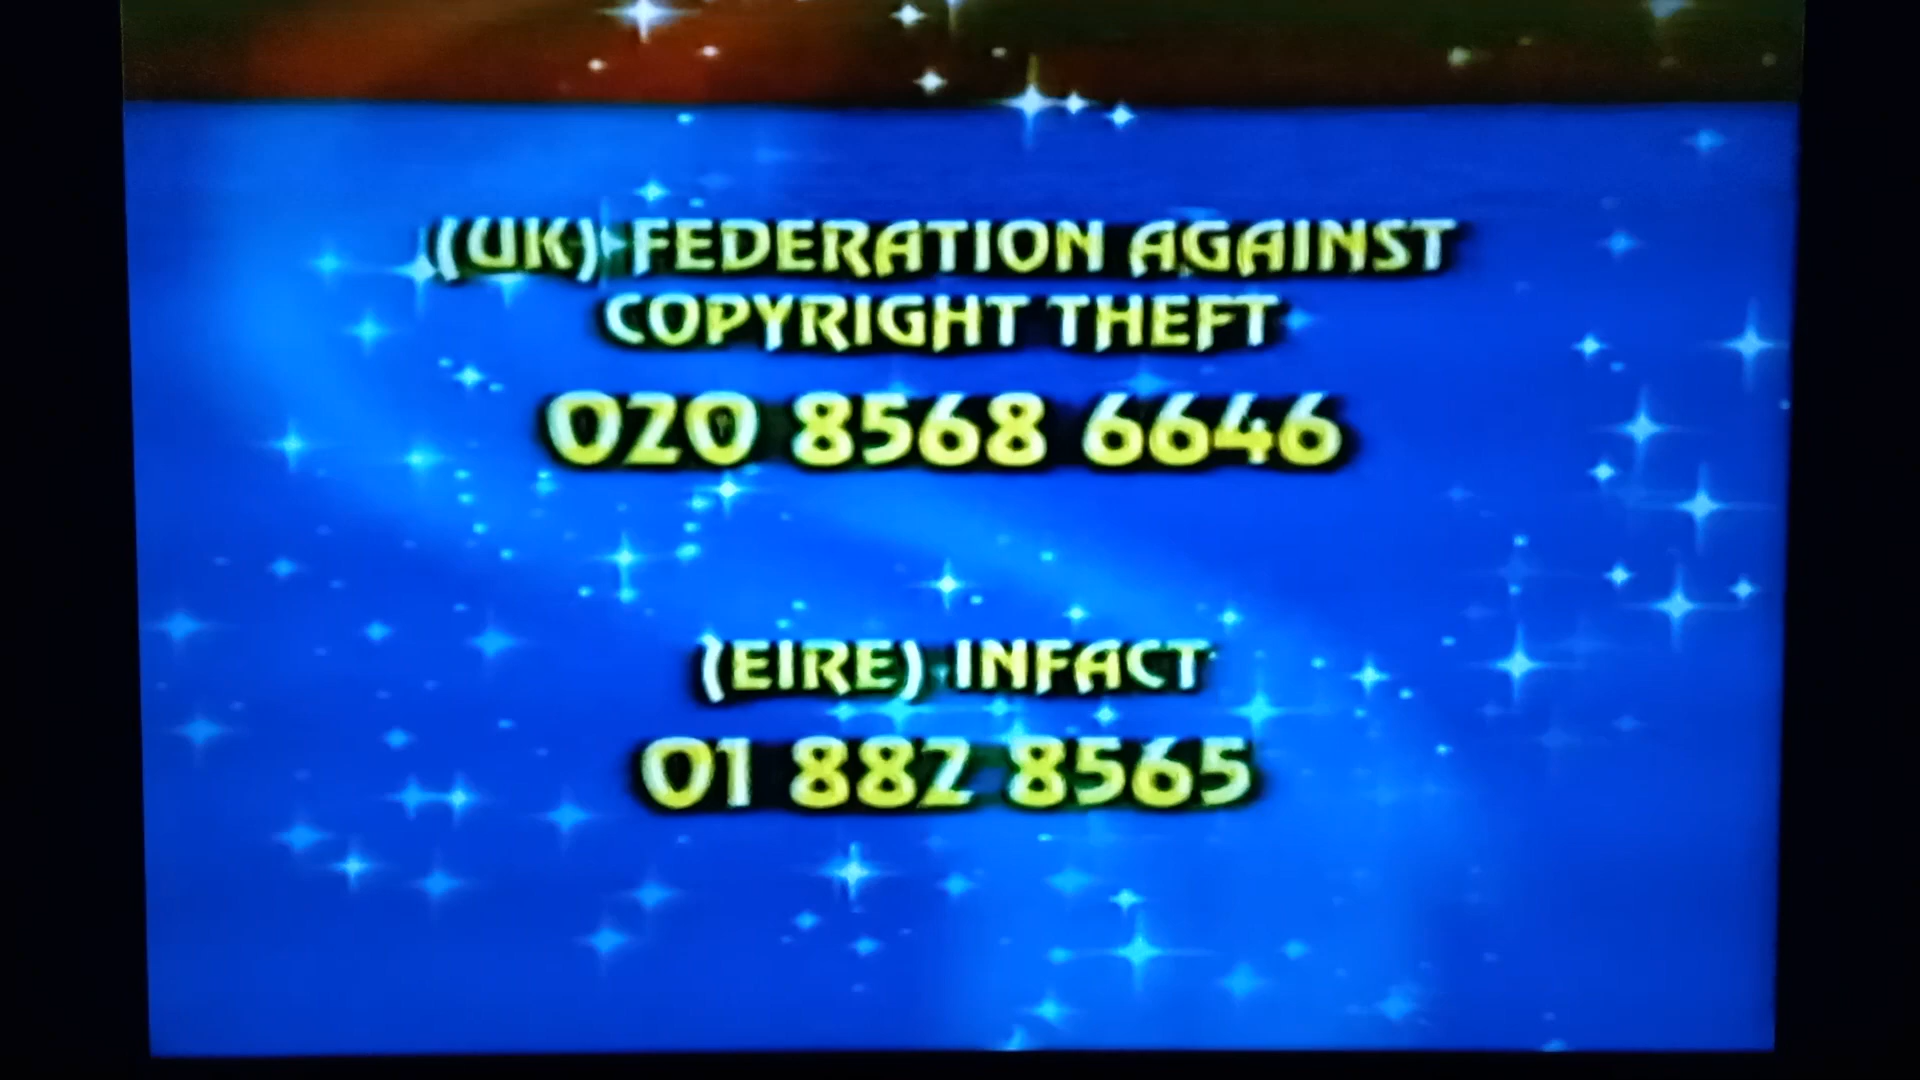 (UK) FEDERATION AGAINST
COPYRIGHT THEFT
020 8568 6646
(EIRE) INFACT
01 882 8565